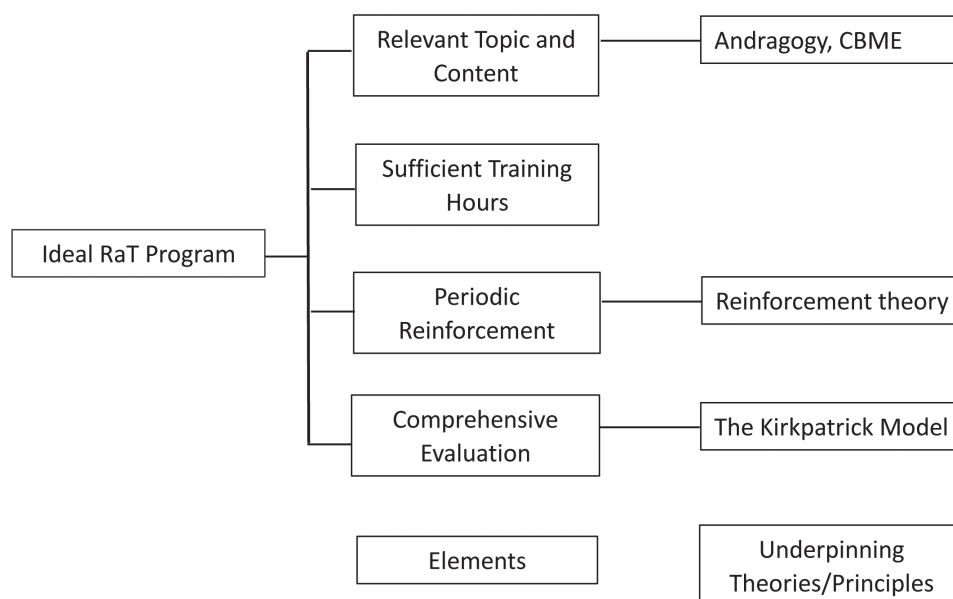 Relevant Topic and
Content
Andragogy, CBME
Sufficient Training
Hours
Ideal RaT Program
Periodic
Reinforcement
Reinforcement theory
Comprehensive
Evaluation
The Kirkpatrick Model
Elements
Underpinning
Theories/Principles